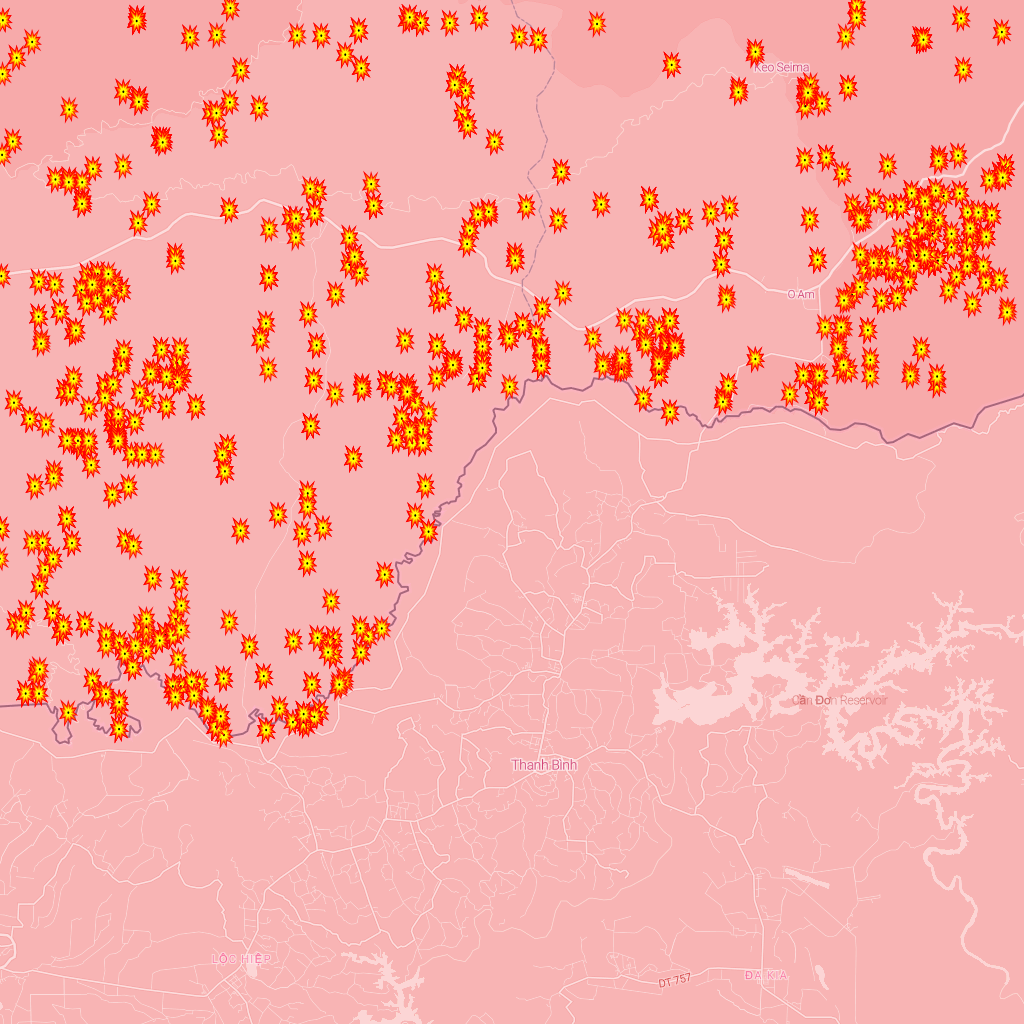 Keo Seima
O Am
Cần Đơn Reservoir
Thanh Bình
LỘC HIỆP
ĐA KIA
DT-757